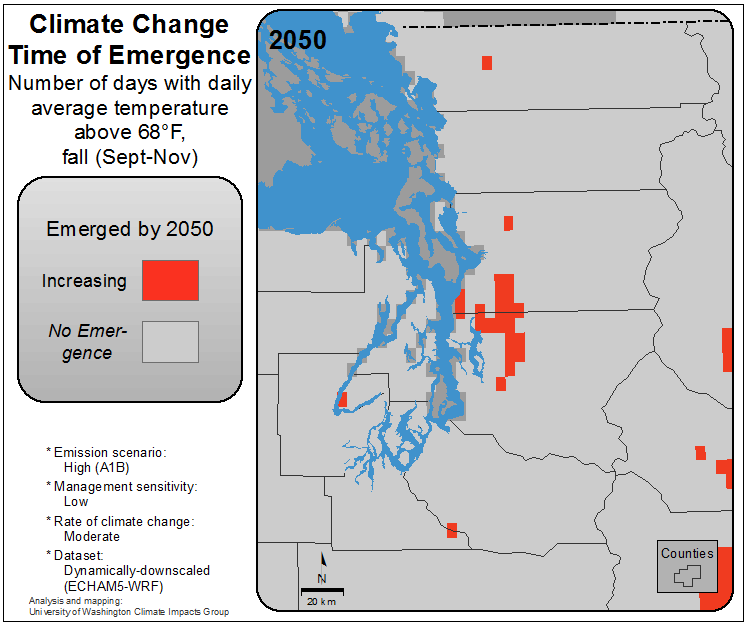 Climate Change
Time of Emergence
Number of days with daily
average temperature
above 68°F,
fall (Sept-Nov)
Emerged by 2050
Increasing
No Emer-
gence
* Emission scenario:
High (A1B)
* Management sensitivity:
Low
* Rate of climate change:
Moderate
* Dataset:
Dynamically-downscaled
(ECHAM5-WRF)
Analysis and mapping:
University of Washington Climate Impacts Group
2050
N
20 km
Counties